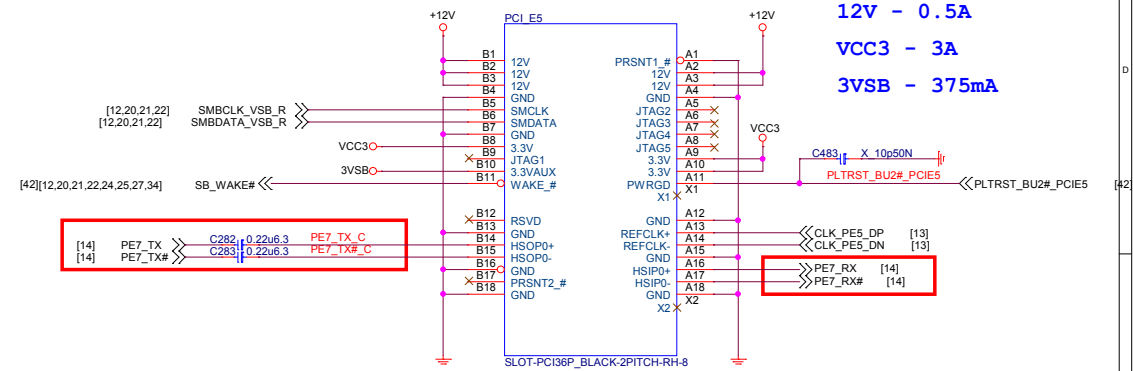 12V - 0.5A
VCC3 - 3A
3VSB - 375mA
D
+12V
+12V
PCI_E5
B1 12V PRSNT1_# A1
B2 12V 12V A2
B3 12V 12V A3
B4 GND GND A4
[12,20,21,22] SMBCLK_VSB_R B5 SMCLK JTAG2 A5
[12,20,21,22] SMBDATA_VSB_R B6 SMDATA JTAG3 A6
B7 GND JTAG4 A7
VCC3 B8 3.3V JTAG5 A8
VCC3
B9 JTAG1 3.3V A9
3VSB B10 3.3VAUX 3.3V A10
C483 X_10p50N
[42][12,20,21,22,24,25,27,34] SB_WAKE# B11 WAKE_# PWRGD A11 PLTRST_BU2#_PCIE5 PLTRST_BU2#_PCIE5 [42]
X1 X1
B12 RSVD GND A12
B13 GND REFCLK+ A13 CLK_PE5_DP [13]
[14] PE7_TX C282 0.22u6.3 PE7_TX_C B14 HSOP0+ REFCLK- A14 CLK_PE5_DN [13]
[14] PE7_TX# C283 0.22u6.3 PE7_TX#_C B15 HSOP0- GND A15
B16 GND HSIP0+ A16 PE7_RX [14]
B17 PRSNT2_# HSIP0- A17 PE7_RX# [14]
B18 GND GND A18
X2 X2
SLOT-PCI36P_BLACK-2PITCH-RH-8